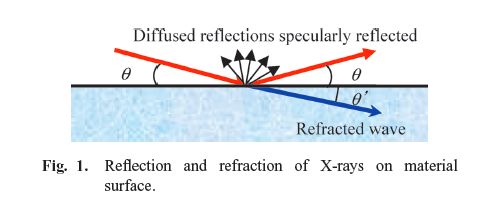 Diffused reflections specularly reflected
θ
θ
θ′
Refracted wave
Fig. 1. Reflection and refraction of X-rays on material
surface.